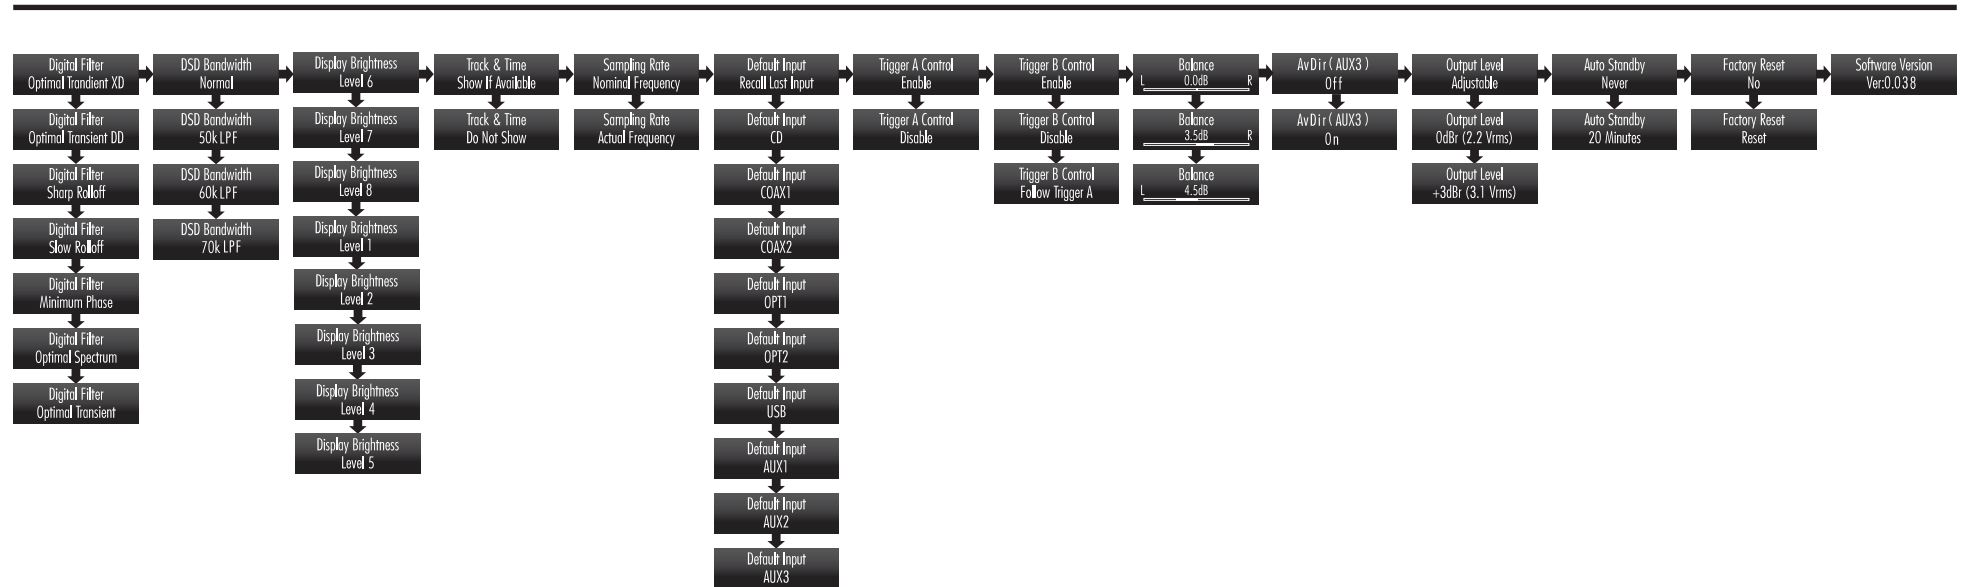 Digital Filter
Optimal Trandient XD
Digital Filter
Optimal Transient DD
Digital Filter
Sharp Rolloff
Digital Filter
Slow Rolloff
Digital Filter
Minimum Phase
Digital Filter
Optimal Spectrum
Digital Filter
Optimal Transient
DSD Bandwidth
Normal
DSD Bandwidth
50k LPF
DSD Bandwidth
60k LPF
DSD Bandwidth
70k LPF
Display Brightness
Level 6
Display Brightness
Level 7
Display Brightness
Level 8
Display Brightness
Level 1
Display Brightness
Level 2
Display Brightness
Level 3
Display Brightness
Level 4
Display Brightness
Level 5
Track & Time
Show If Available
Track & Time
Do Not Show
Sampling Rate
Nominal Frequency
Sampling Rate
Actual Frequency
Default Input
Recall Last Input
Default Input
CD
Default Input
COAX1
Default Input
COAX2
Default Input
OPT1
Default Input
OPT2
Default Input
USB
Default Input
AUX1
Default Input
AUX2
Default Input
AUX3
Trigger A Control
Enable
Trigger A Control
Disable
Trigger B Control
Enable
Trigger B Control
Disable
Trigger B Control
Follow Trigger A
Balance
L 0.0dB R
Balance
3.5dB R
Balance
L 4.5dB
AvDir(AUX3)
Off
AvDir(AUX3)
On
Output Level
Adjustable
Output Level
0dBr (2.2 Vrms)
Output Level
+3dBr (3.1 Vrms)
Auto Standby
Never
Auto Standby
20 Minutes
Factory Reset
No
Factory Reset
Reset
Software Version
Ver:0.038